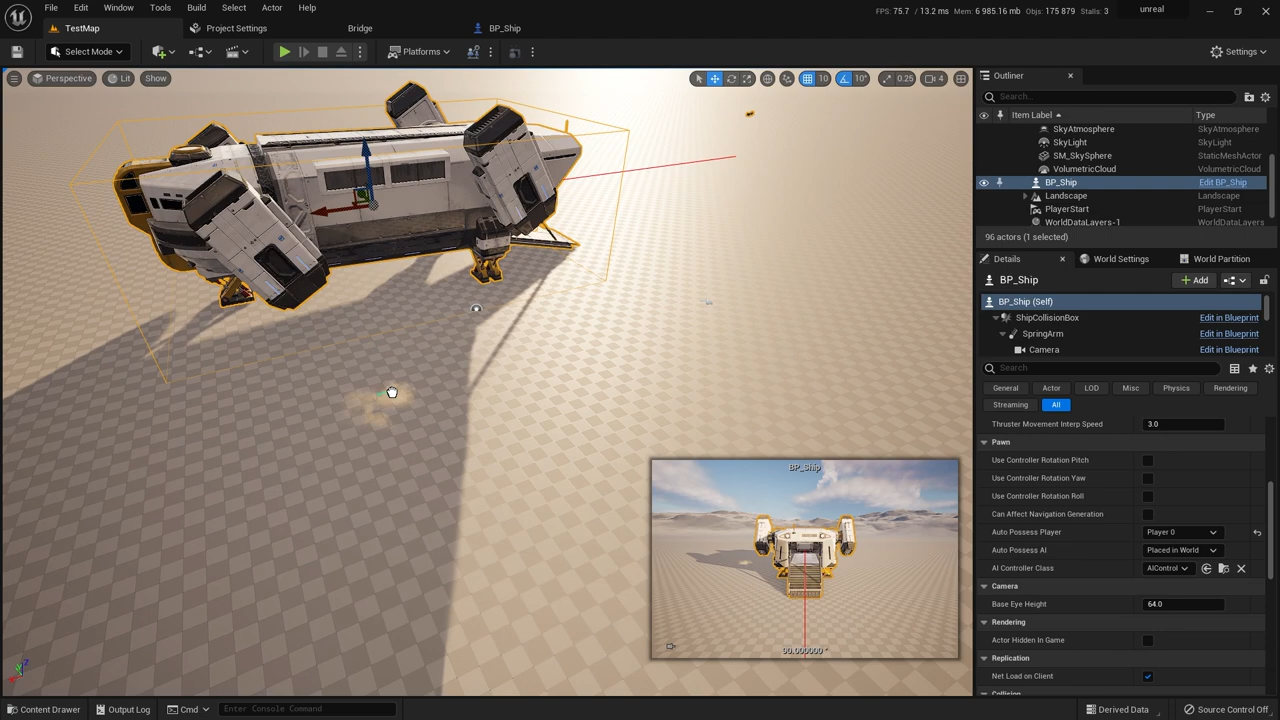 File Edit Window Tools Build Select Actor Help
FPS: 75.7 / 13.2 ms Mem: 6 985.16 mb Objs: 175 879 Stalls: 3
unreal
TestMap
Project Settings
Bridge
BP_Ship
Select Mode
Platforms
Settings
Perspective
Lit
Show
10
10°
0.25
4
Outliner
Search...
Item Label
Type
SkyAtmosphere SkyAtmosphere
SkyLight SkyLight
SM_SkySphere StaticMeshActor
VolumetricCloud VolumetricCloud
BP_Ship Edit BP_Ship
Landscape Landscape
PlayerStart PlayerStart
WorldDataLayers-1 WorldDataLayers
96 actors (1 selected)
Details
World Settings
World Partition
BP_Ship
Add
BP_Ship (Self)
ShipCollisionBox Edit in Blueprint
SpringArm Edit in Blueprint
Camera Edit in Blueprint
Search
General Actor LOD Misc Physics Rendering
Streaming All
Thruster Movement Interp Speed 3.0
Pawn
Use Controller Rotation Pitch
Use Controller Rotation Yaw
Use Controller Rotation Roll
Can Affect Navigation Generation
Auto Possess Player Player 0
Auto Possess AI Placed in World
AI Controller Class AIControl
Camera
Base Eye Height 64.0
Rendering
Actor Hidden In Game
Replication
Net Load on Client
Collision
BP_Ship
90.000000 °
Content Drawer
Output Log
Cmd
Enter Console Command
Derived Data
Source Control Off